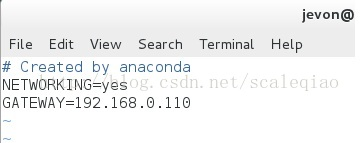 jevon@
File Edit View Search Terminal Help
# Created by anaconda
NETWORKING=yes
http://blog.csdn.net/scaleqiao
GATEWAY=192.168.0.110
~
~